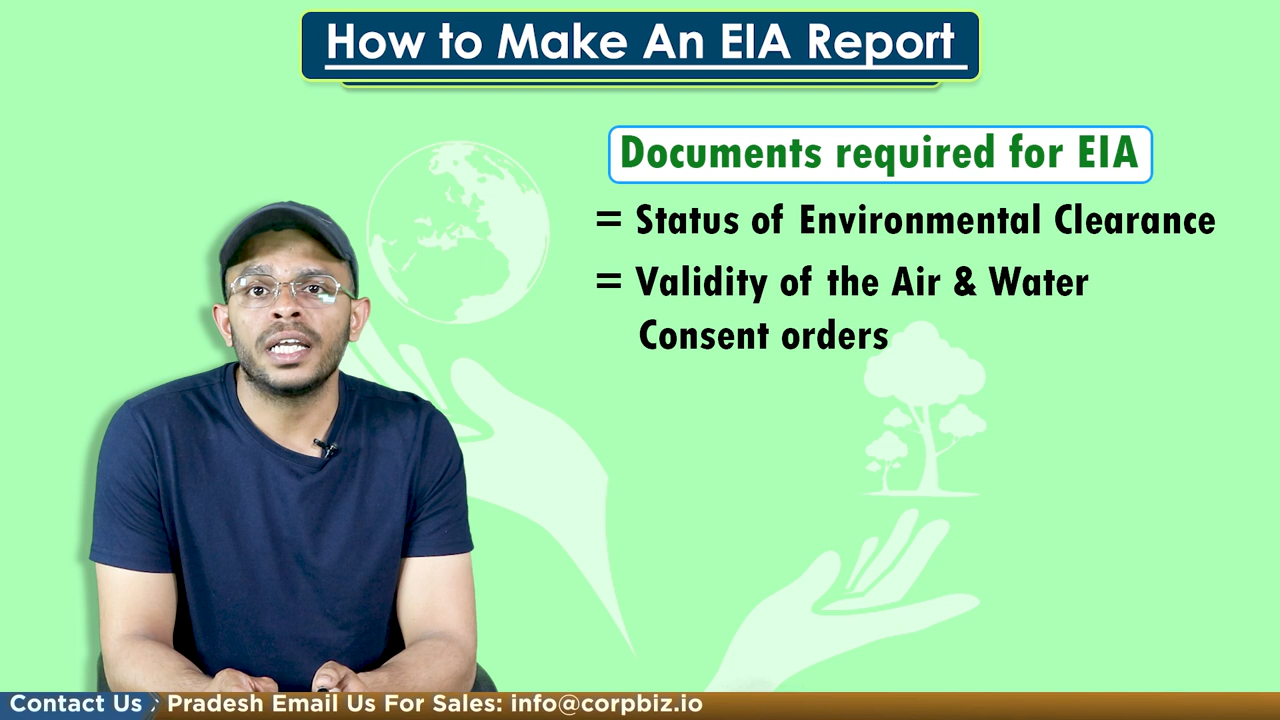 How to Make An EIA Report
Documents required for EIA
= Status of Environmental Clearance
= Validity of the Air & Water
Consent orders
Contact Us
Pradesh Email Us For Sales: info@corpbiz.io